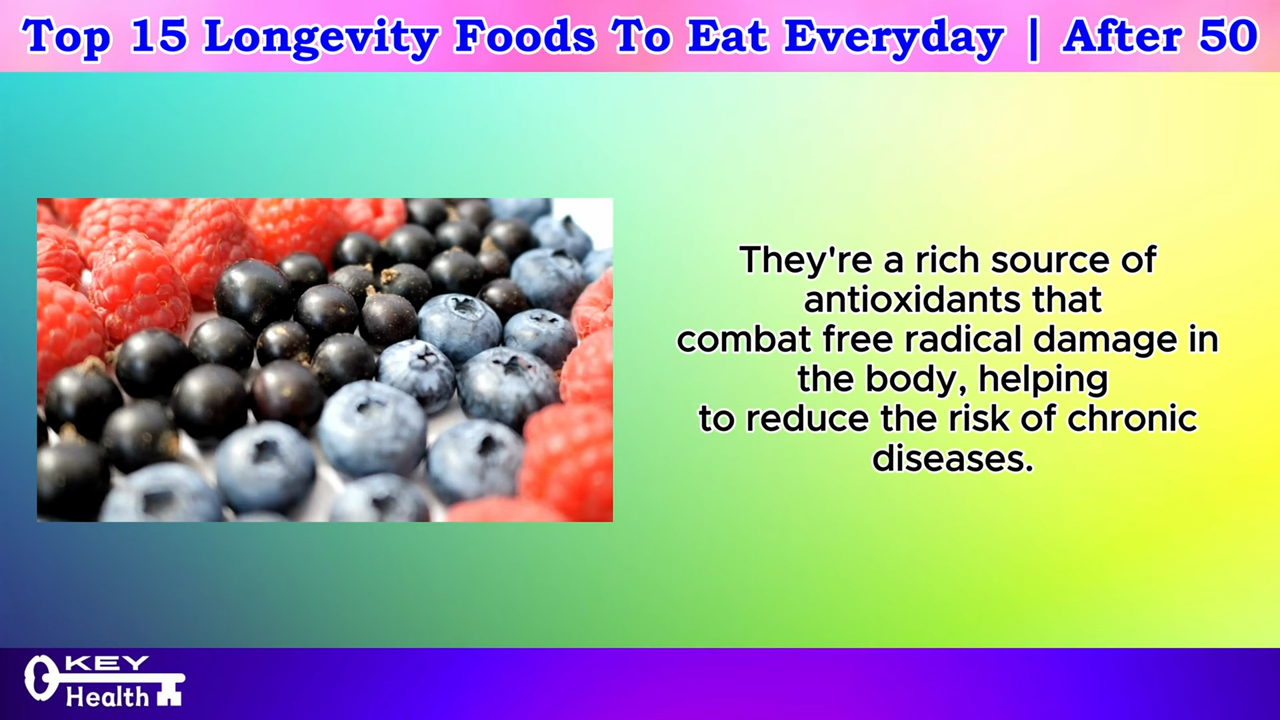 Top 15 Longevity Foods To Eat Everyday | After 50
They're a rich source of
antioxidants that
combat free radical damage in
the body, helping
to reduce the risk of chronic
diseases.
KEY
Health